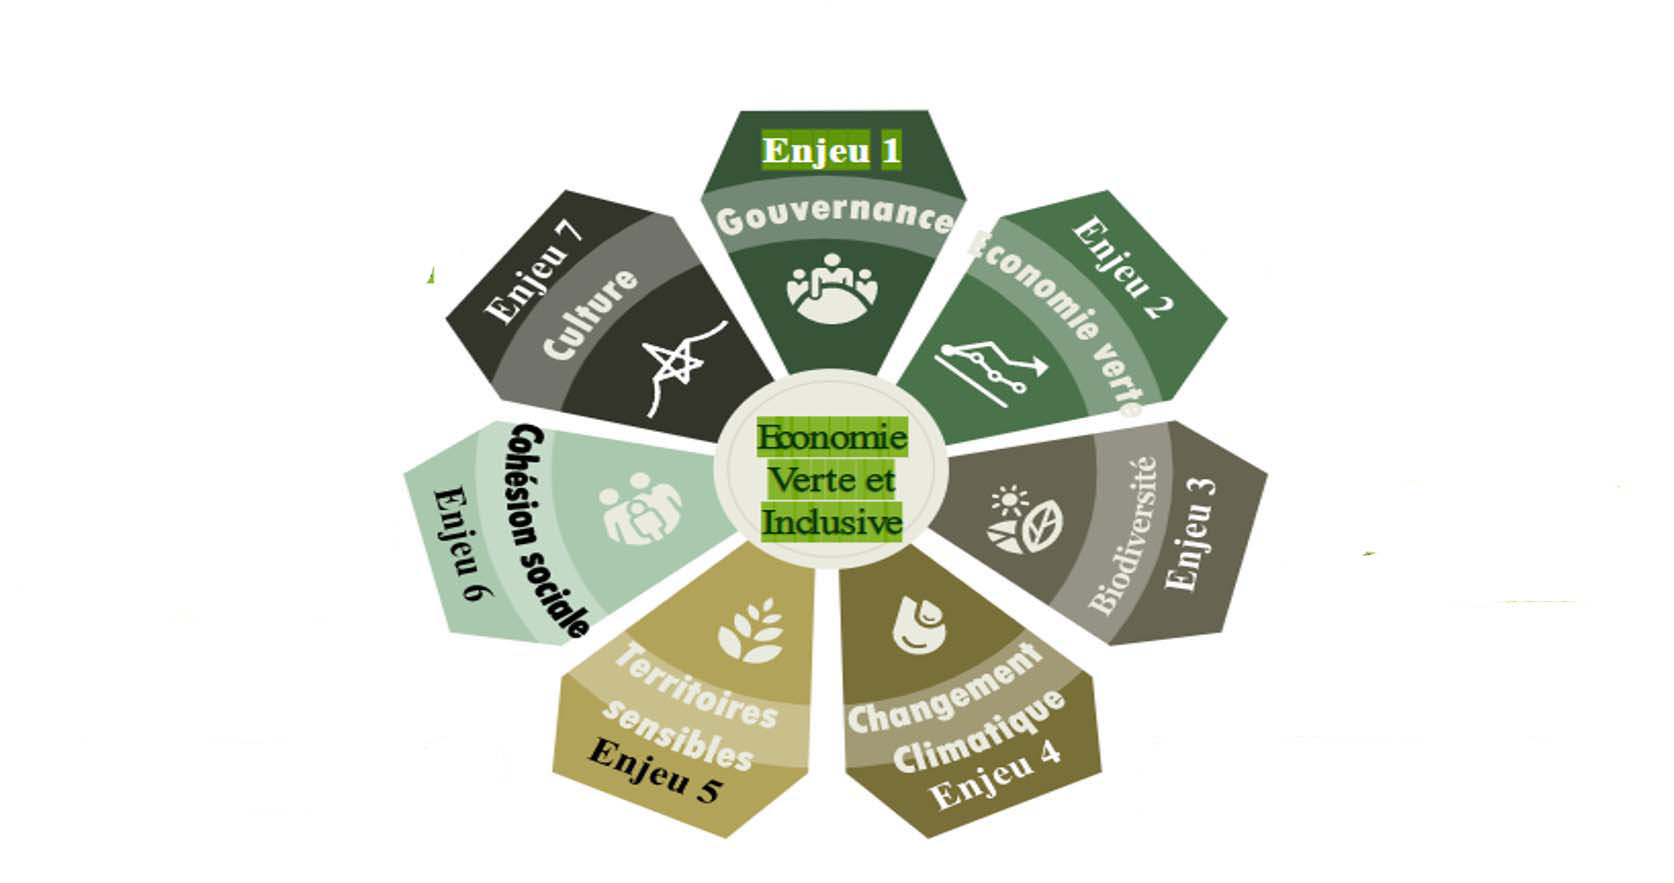 Enjeu 1
Gouvernance
Enjeu 2
Économie verte
Enjeu 3
Biodiversité
Changement
Climatique
Enjeu 4
Territoires
sensibles
Enjeu 5
Enjeu 6
Cohésion sociale
Enjeu 7
Culture
Economie
Verte et
Inclusive